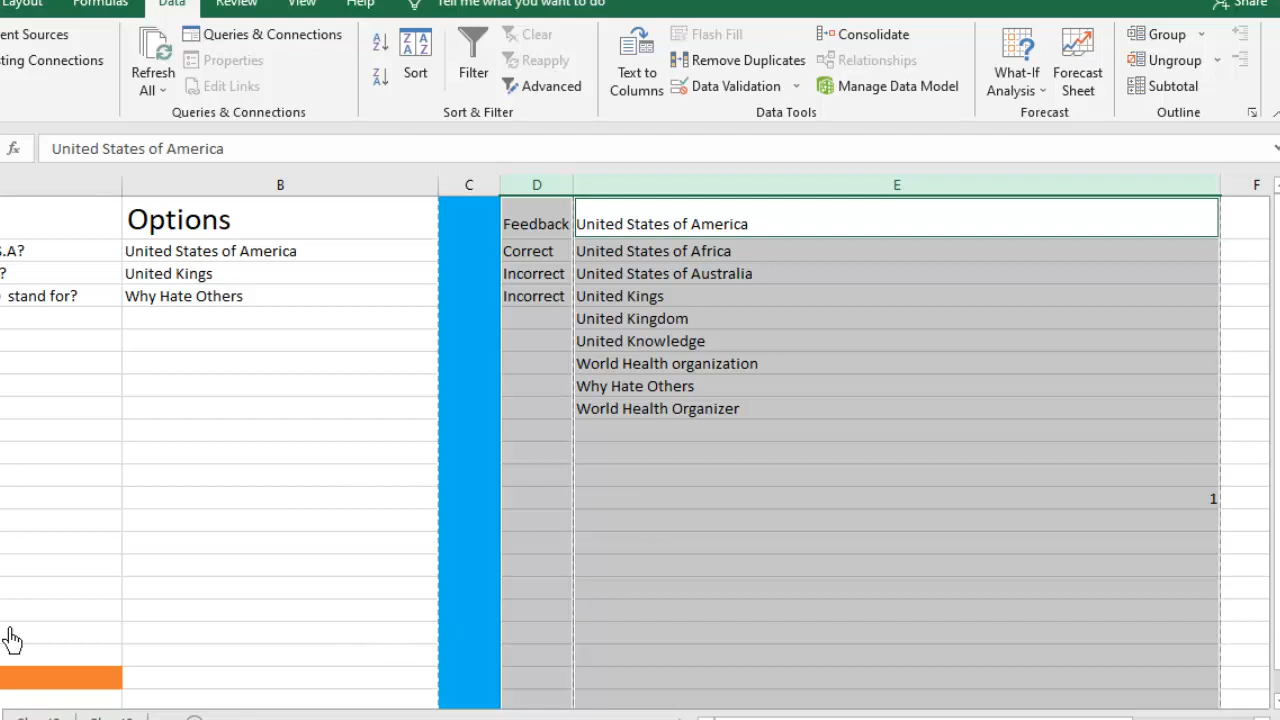 Layout Formulas Data Review View Help Tell me what you want to do Share
ent Sources
ting Connections
Refresh
All
Queries & Connections
Properties
Edit Links
Queries & Connections
Sort
Filter
Clear
Reapply
Advanced
Sort & Filter
Text to
Columns
Flash Fill
Remove Duplicates
Data Validation
Consolidate
Relationships
Manage Data Model
Data Tools
What-If
Analysis
Forecast
Sheet
Forecast
Group
Ungroup
Subtotal
Outline
fx United States of America
B C D E F
Options Feedback United States of America
S.A? United States of America Correct United States of Africa
? United Kings Incorrect United States of Australia
stand for? Why Hate Others Incorrect United Kings
United Kingdom
United Knowledge
World Health organization
Why Hate Others
World Health Organizer
1